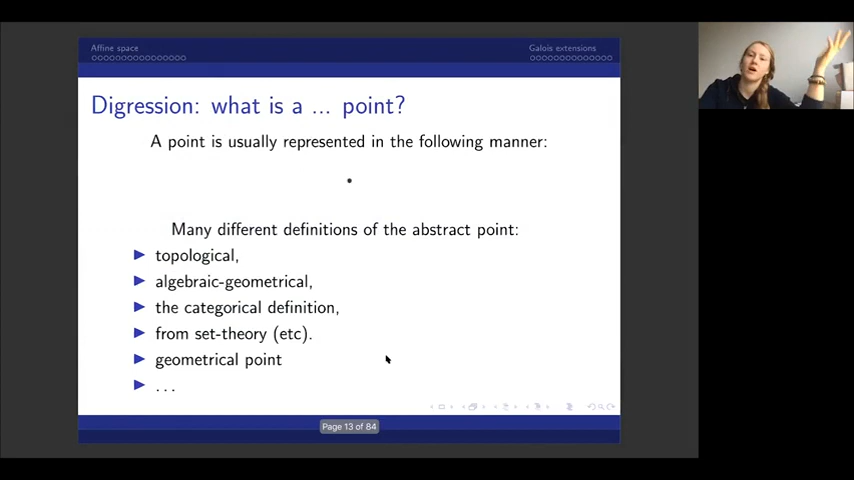 Affine space
Galois extensions
Digression: what is a ... point?
A point is usually represented in the following manner:
Many different definitions of the abstract point:
topological,
algebraic-geometrical,
the categorical definition,
from set-theory (etc).
geometrical point
...
Page 13 of 84